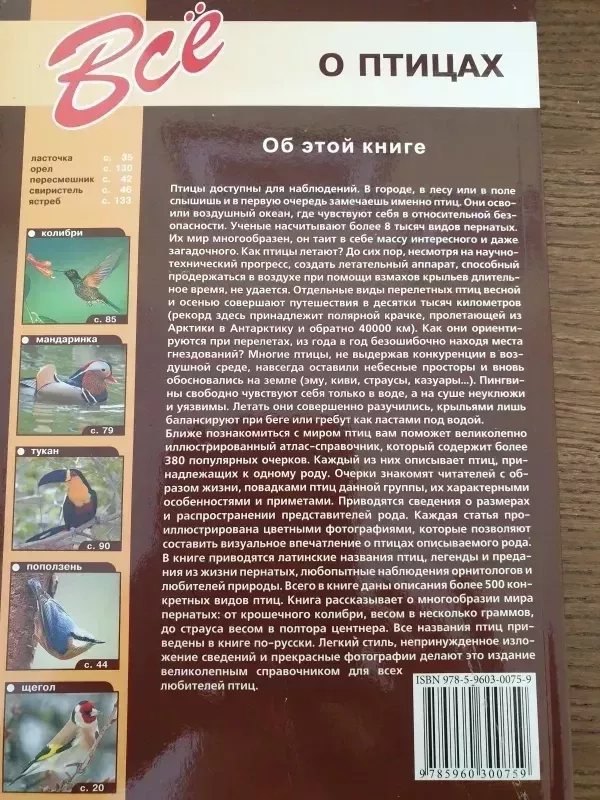 Всё
О ПТИЦАХ
Об этой книге
ласточка с. 35
орел с. 130
пересмешник с. 42
свиристель с. 46
ястреб с. 133
колибри
с. 85
мандаринка
с. 79
тукан
с. 90
поползень
с. 44
щегол
с. 20
Птицы доступны для наблюдений. В городе, в лесу или в поле
слышишь и в первую очередь замечаешь именно птиц. Они осво-
или воздушный океан, где чувствуют себя в относительной без-
опасности. Ученые насчитывают более 8 тысяч видов пернатых.
Их мир многообразен, он таит в себе массу интересного и даже
загадочного. Как птицы летают? До сих пор, несмотря на научно-
технический прогресс, создать летательный аппарат, способный
продержаться в воздухе при помощи взмахов крыльев длитель-
ное время, не удается. Отдельные виды перелетных птиц весной
и осенью совершают путешествия в десятки тысяч километров
(рекорд здесь принадлежит полярной крачке, пролетающей из
Арктики в Антарктику и обратно 40000 км). Как они ориенти-
руются при перелетах, из года в год безошибочно находя места
гнездований? Многие птицы, не выдержав конкуренции в воз-
душной среде, навсегда оставили небесные просторы и вновь
обосновались на земле (эму, киви, страусы, казуары...). Пингви-
ны свободно чувствуют себя только в воде, а на суше неуклюжи
и уязвимы. Летать они совершенно разучились, крыльями лишь
балансируют при беге или гребут как ластами под водой.
Ближе познакомиться с миром птиц вам поможет великолепно
иллюстрированный атлас-справочник, который содержит более
380 популярных очерков. Каждый из них описывает птиц, при-
надлежащих к одному роду. Очерки знакомят читателей с об-
разом жизни, повадками птиц данной группы, их характерными
особенностями и приметами. Приводятся сведения о размерах
и распространении представителей рода. Каждая статья про-
иллюстрирована цветными фотографиями, которые позволяют
составить визуальное впечатление о птицах описываемого рода.
В книге приводятся латинские названия птиц, легенды и преда-
ния из жизни пернатых, любопытные наблюдения орнитологов и
любителей природы. Всего в книге даны описания более 500 кон-
кретных видов птиц. Книга рассказывает о многообразии мира
пернатых: от крошечного колибри, весом в несколько граммов,
до страуса весом в полтора центнера. Все названия птиц при-
ведены в книге по-русски. Легкий стиль, непринужденное изло-
жение сведений и прекрасные фотографии делают это издание
великолепным справочником для всех
любителей птиц.
ISBN 978-5-9603-0075-9
9 785960 300759